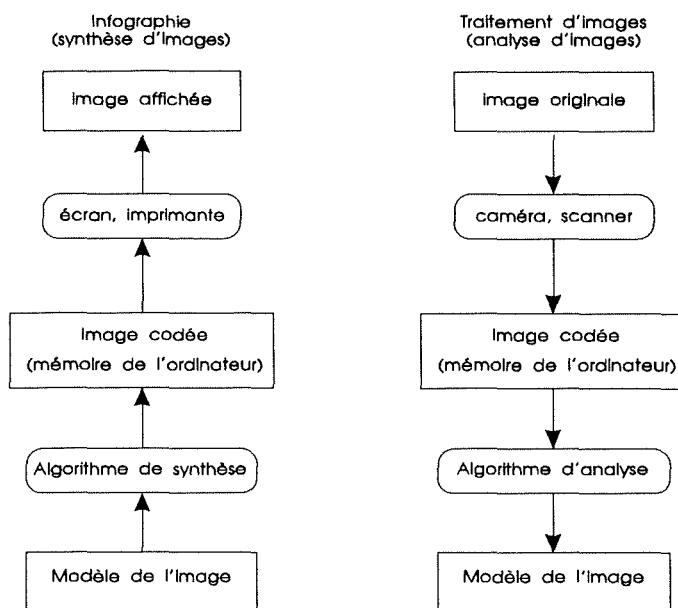 Infographie
(synthèse d'images)
Image affichée
écran, imprimante
Image codée
(mémoire de l'ordinateur)
Algorithme de synthèse
Modèle de l'image
Traitement d'images
(analyse d'images)
image originale
caméra, scanner
Image codée
(mémoire de l'ordinateur)
Algorithme d'analyse
Modèle de l'image